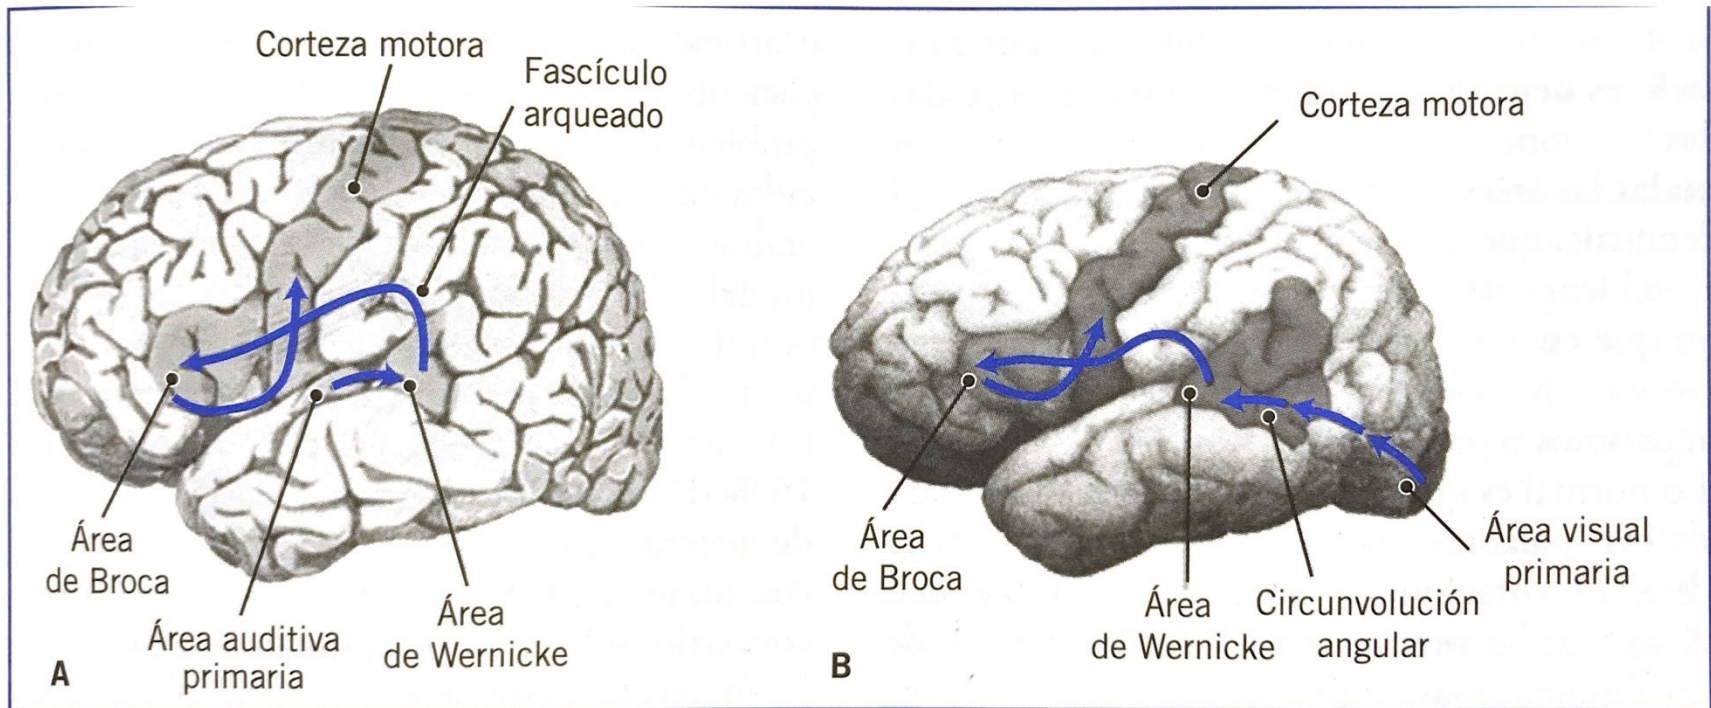 Corteza motora
Fascículo
arqueado
Área
de Broca
Área auditiva
primaria
Área
de Wernicke
A
Corteza motora
Área
de Broca
Área
de Wernicke
Circunvolución
angular
Área visual
primaria
B